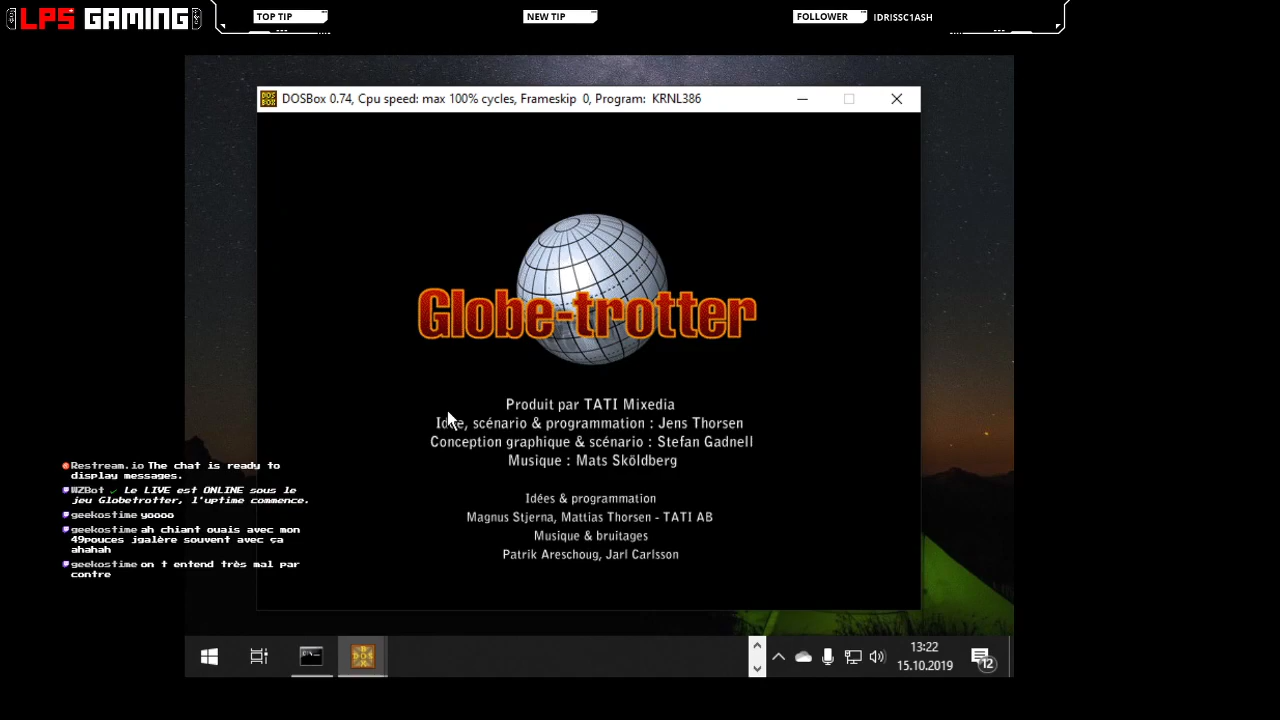 LPS GAMING
TOP TIP
NEW TIP
FOLLOWER IDRISSC1ASH
DOSBox 0.74, Cpu speed: max 100% cycles, Frameskip 0, Program: KRNL386
Globe-trotter
Produit par TATI Mixedia
Idée, scénario & programmation : Jens Thorsen
Conception graphique & scénario : Stefan Gadnell
Musique : Mats Sköldberg
Idées & programmation
Magnus Stjerna, Mattias Thorsen - TATI AB
Musique & bruitages
Patrik Areschoug, Jarl Carlsson
Restream.io The chat is ready to
display messages.
WZBot ✓ Le LIVE est ONLINE sous le
jeu Globetrotter, l'uptime commence.
geekostime yoooo
geekostime ah chiant ouais avec mon
49pouces jgalère souvent avec ça
ahahah
geekostime on t entend très mal par
contre
DOS
BOX
13:22
15.10.2019
12